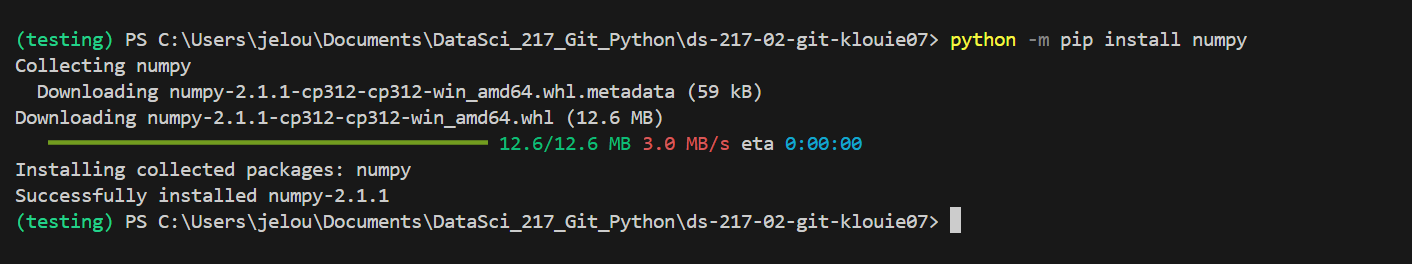 (testing) PS C:\Users\jelou\Documents\DataSci_217_Git_Python\ds-217-02-git-klouie07> python -m pip install numpy
Collecting numpy
  Downloading numpy-2.1.1-cp312-cp312-win_amd64.whl.metadata (59 kB)
Downloading numpy-2.1.1-cp312-cp312-win_amd64.whl (12.6 MB)
12.6/12.6 MB 3.0 MB/s eta 0:00:00
Installing collected packages: numpy
Successfully installed numpy-2.1.1
(testing) PS C:\Users\jelou\Documents\DataSci_217_Git_Python\ds-217-02-git-klouie07>